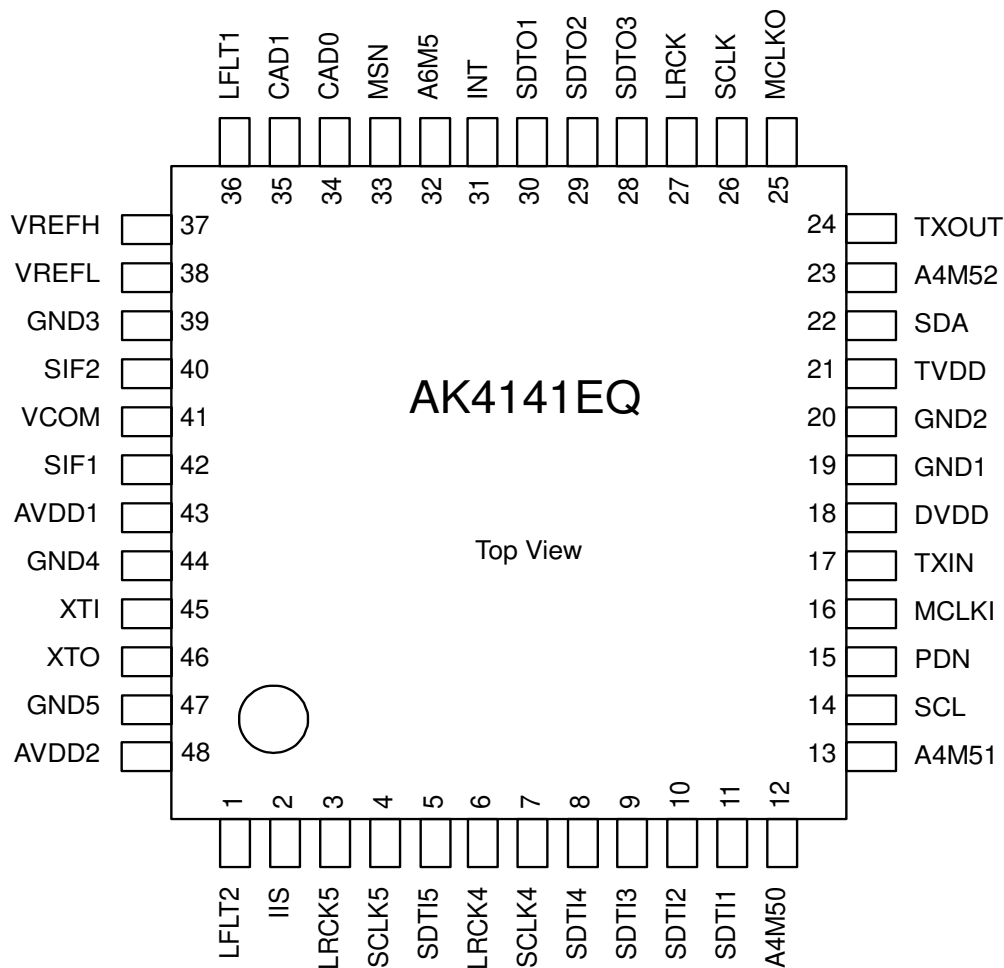 LFLT1
CAD1
CAD0
MSN
A6M5
INT
SDTO1
SDTO2
SDTO3
LRCK
SCLK
MCLKO
36
35
34
33
32
31
30
29
28
27
26
25
VREFH 37
VREFL 38
GND3 39
SIF2 40
VCOM 41
SIF1 42
AVDD1 43
GND4 44
XTI 45
XTO 46
GND5 47
AVDD2 48
AK4141EQ
Top View
24 TXOUT
23 A4M52
22 SDA
21 TVDD
20 GND2
19 GND1
18 DVDD
17 TXIN
16 MCLKI
15 PDN
14 SCL
13 A4M51
1
2
3
4
5
6
7
8
9
10
11
12
LFLT2
IIS
LRCK5
SCLK5
SDTI5
LRCK4
SCLK4
SDTI4
SDTI3
SDTI2
SDTI1
A4M50